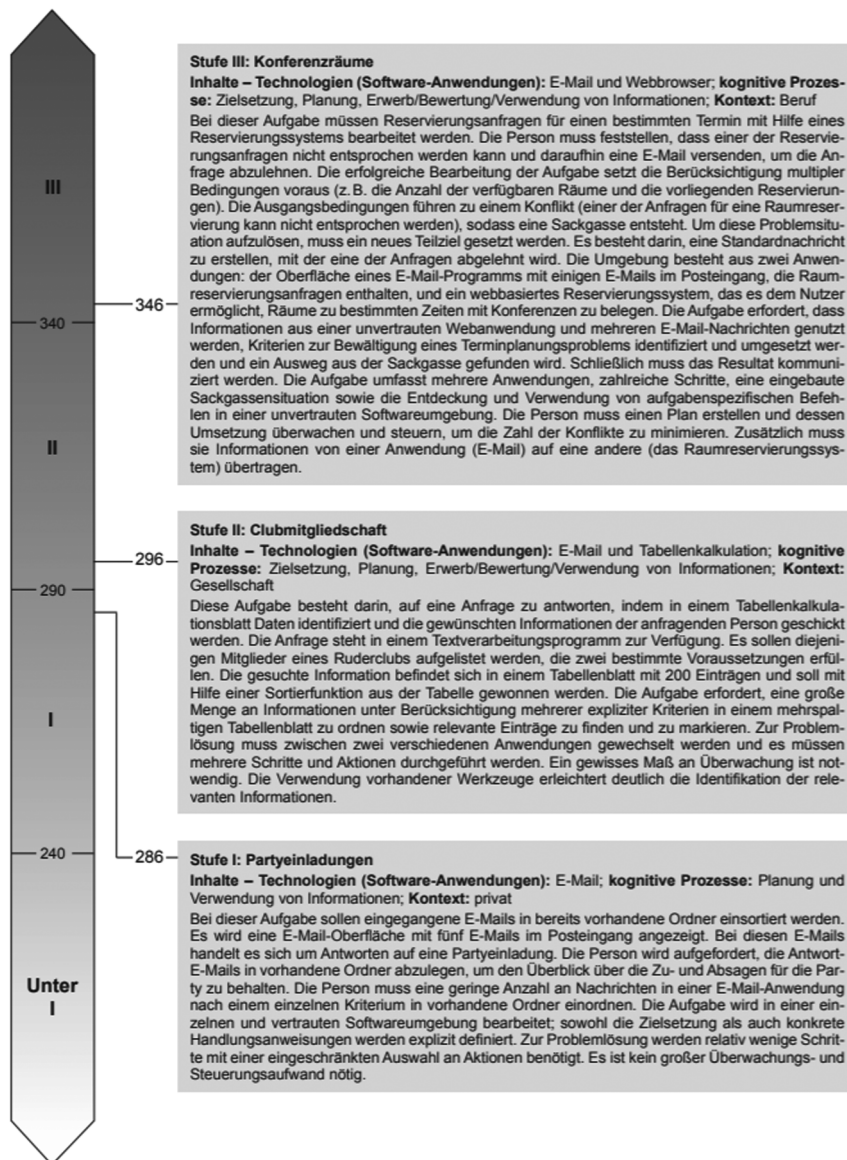 Stufe III: Konferenzräume
Inhalte – Technologien (Software-Anwendungen): E-Mail und Webbrowser; kognitive Prozes-
se: Zielsetzung, Planung, Erwerb/Bewertung/Verwendung von Informationen; Kontext: Beruf
Bei dieser Aufgabe müssen Reservierungsanfragen für einen bestimmten Termin mit Hilfe eines
Reservierungssystems bearbeitet werden. Die Person muss feststellen, dass einer der Reservie-
rungsanfragen nicht entsprochen werden kann und daraufhin eine E-Mail versenden, um die An-
frage abzulehnen. Die erfolgreiche Bearbeitung der Aufgabe setzt die Berücksichtigung multipler
Bedingungen voraus (z. B. die Anzahl der verfügbaren Räume und die vorliegenden Reservierun-
gen). Die Ausgangsbedingungen führen zu einem Konflikt (einer der Anfragen für eine Raumreser-
vierung kann nicht entsprochen werden), sodass eine Sackgasse entsteht. Um diese Problemsitu-
ation aufzulösen, muss ein neues Teilziel gesetzt werden. Es besteht darin, eine Standardnachricht
zu erstellen, mit der eine der Anfragen abgelehnt wird. Die Umgebung besteht aus zwei Anwen-
dungen: der Oberfläche eines E-Mail-Programms mit einigen E-Mails im Posteingang, die Raum-
reservierungsanfragen enthalten, und ein webbasiertes Reservierungssystem, das es dem Nutzer
ermöglicht, Räume zu bestimmten Zeiten mit Konferenzen zu belegen. Die Aufgabe erfordert, dass
Informationen aus einer unvertrauten Webanwendung und mehreren E-Mail-Nachrichten genutzt
werden, Kriterien zur Bewältigung eines Terminplanungsproblems identifiziert und umgesetzt wer-
den und ein Ausweg aus der Sackgasse gefunden wird. Schließlich muss das Resultat kommuni-
ziert werden. Die Aufgabe umfasst mehrere Anwendungen, zahlreiche Schritte, eine eingebaute
Sackgassensituation sowie die Entdeckung und Verwendung von aufgabenspezifischen Befeh-
len in einer unvertrauten Softwareumgebung. Die Person muss einen Plan erstellen und dessen
Umsetzung überwachen und steuern, um die Zahl der Konflikte zu minimieren. Zusätzlich muss
sie Informationen von einer Anwendung (E-Mail) auf eine andere (das Raumreservierungssys-
tem) übertragen.
III
346
340
II
Stufe II: Clubmitgliedschaft
Inhalte – Technologien (Software-Anwendungen): E-Mail und Tabellenkalkulation; kognitive
Prozesse: Zielsetzung, Planung, Erwerb/Bewertung/Verwendung von Informationen; Kontext:
Gesellschaft
Diese Aufgabe besteht darin, auf eine Anfrage zu antworten, indem in einem Tabellenkalkula-
tionsblatt Daten identifiziert und die gewünschten Informationen der anfragenden Person geschickt
werden. Die Anfrage steht in einem Textverarbeitungsprogramm zur Verfügung. Es sollen diejeni-
gen Mitglieder eines Ruderclubs aufgelistet werden, die zwei bestimmte Voraussetzungen erfül-
len. Die gesuchte Information befindet sich in einem Tabellenblatt mit 200 Einträgen und soll mit
Hilfe einer Sortierfunktion aus der Tabelle gewonnen werden. Die Aufgabe erfordert, eine große
Menge an Informationen unter Berücksichtigung mehrerer expliziter Kriterien in einem mehrspal-
tigen Tabellenblatt zu ordnen sowie relevante Einträge zu finden und zu markieren. Zur Problem-
lösung muss zwischen zwei verschiedenen Anwendungen gewechselt werden und es müssen
mehrere Schritte und Aktionen durchgeführt werden. Ein gewisses Maß an Überwachung ist not-
wendig. Die Verwendung vorhandener Werkzeuge erleichtert deutlich die Identifikation der rele-
vanten Informationen.
296
290
I
240
286
Stufe I: Partyeinladungen
Inhalte – Technologien (Software-Anwendungen): E-Mail; kognitive Prozesse: Planung und
Verwendung von Informationen; Kontext: privat
Bei dieser Aufgabe sollen eingegangene E-Mails in bereits vorhandene Ordner einsortiert werden.
Es wird eine E-Mail-Oberfläche mit fünf E-Mails im Posteingang angezeigt. Bei diesen E-Mails
handelt es sich um Antworten auf eine Partyeinladung. Die Person wird aufgefordert, die Antwort-
E-Mails in vorhandene Ordner abzulegen, um den Überblick über die Zu- und Absagen für die Par-
ty zu behalten. Die Person muss eine geringe Anzahl an Nachrichten in einer E-Mail-Anwendung
nach einem einzelnen Kriterium in vorhandene Ordner einordnen. Die Aufgabe wird in einer ein-
zelnen und vertrauten Softwareumgebung bearbeitet; sowohl die Zielsetzung als auch konkrete
Handlungsanweisungen werden explizit definiert. Zur Problemlösung werden relativ wenige Schrit-
te mit einer eingeschränkten Auswahl an Aktionen benötigt. Es ist kein großer Überwachungs- und
Steuerungsaufwand nötig.
Unter
I